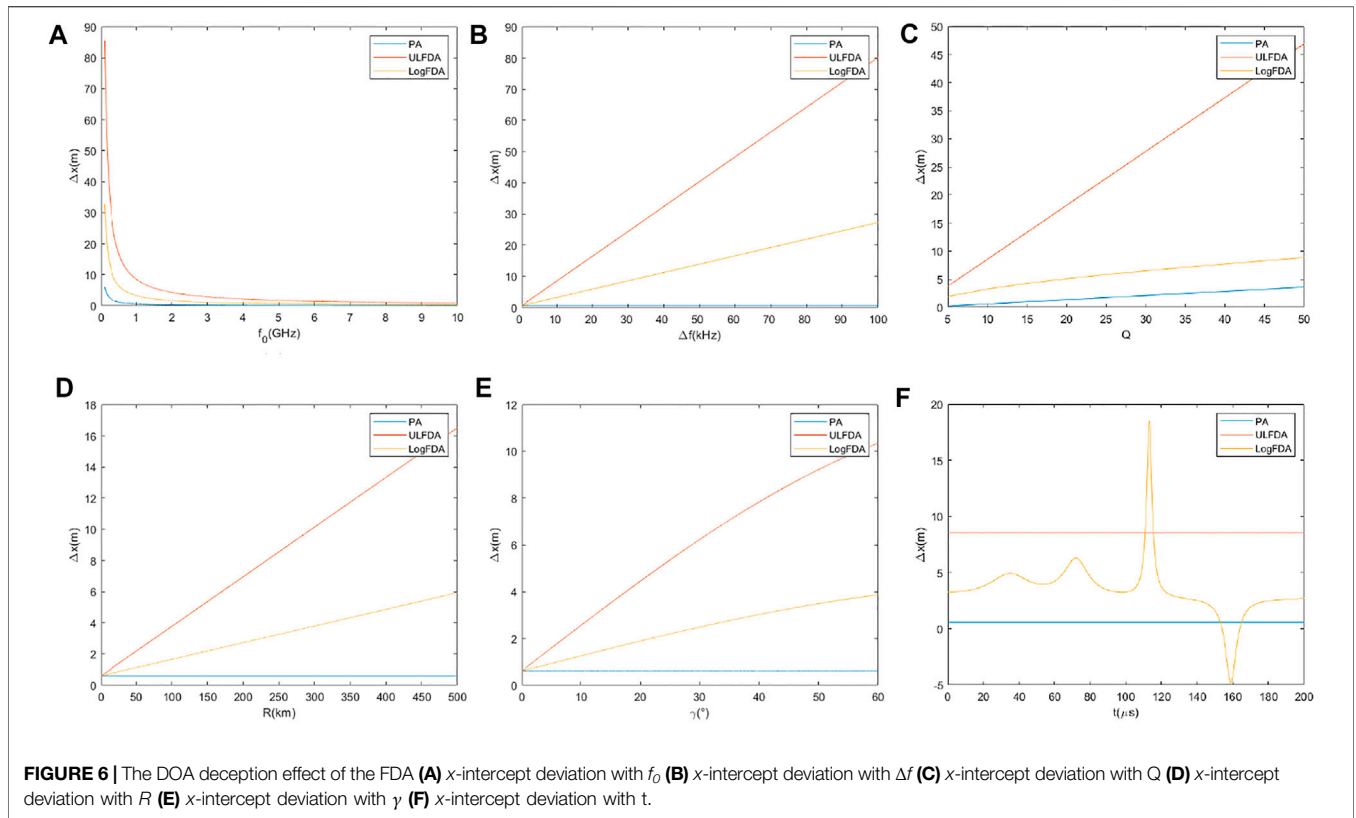 A
B
C
90
80
70
60
50
40
30
20
10
0
Δx(m)
0 1 2 3 4 5 6 7 8 9 10
f0(GHz)
PA
ULFDA
LogFDA
90
80
70
60
50
40
30
20
10
0
Δx(m)
0 10 20 30 40 50 60 70 80 90 100
Δf(kHz)
PA
ULFDA
LogFDA
50
45
40
35
30
25
20
15
10
5
0
Δx(m)
5 10 15 20 25 30 35 40 45 50
Q
PA
ULFDA
LogFDA
D
E
F
18
16
14
12
10
8
6
4
2
0
Δx(m)
0 50 100 150 200 250 300 350 400 450 500
R(km)
PA
ULFDA
LogFDA
12
10
8
6
4
2
0
Δx(m)
0 10 20 30 40 50 60
γ(°)
PA
ULFDA
LogFDA
20
15
10
5
0
-5
Δx(m)
0 20 40 60 80 100 120 140 160 180 200
t(μs)
PA
ULFDA
LogFDA
FIGURE 6 | The DOA deception effect of the FDA (A) x-intercept deviation with f0 (B) x-intercept deviation with Δf (C) x-intercept deviation with Q (D) x-intercept
deviation with R (E) x-intercept deviation with γ (F) x-intercept deviation with t.